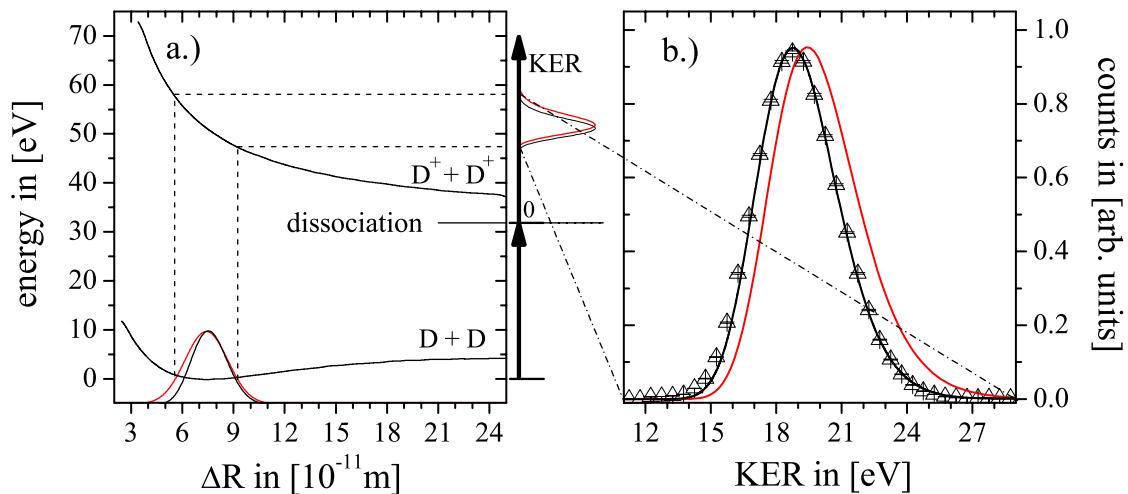 a.)
energy in [eV]
70
60
50
40
30
20
10
0
D⁺ + D⁺
dissociation
D + D
3 6 9 12 15 18 21 24
ΔR in [10⁻¹¹m]
KER
0
b.)
1.0
0.8
0.6
0.4
0.2
0.0
counts in [arb. units]
12 15 18 21 24 27
KER in [eV]